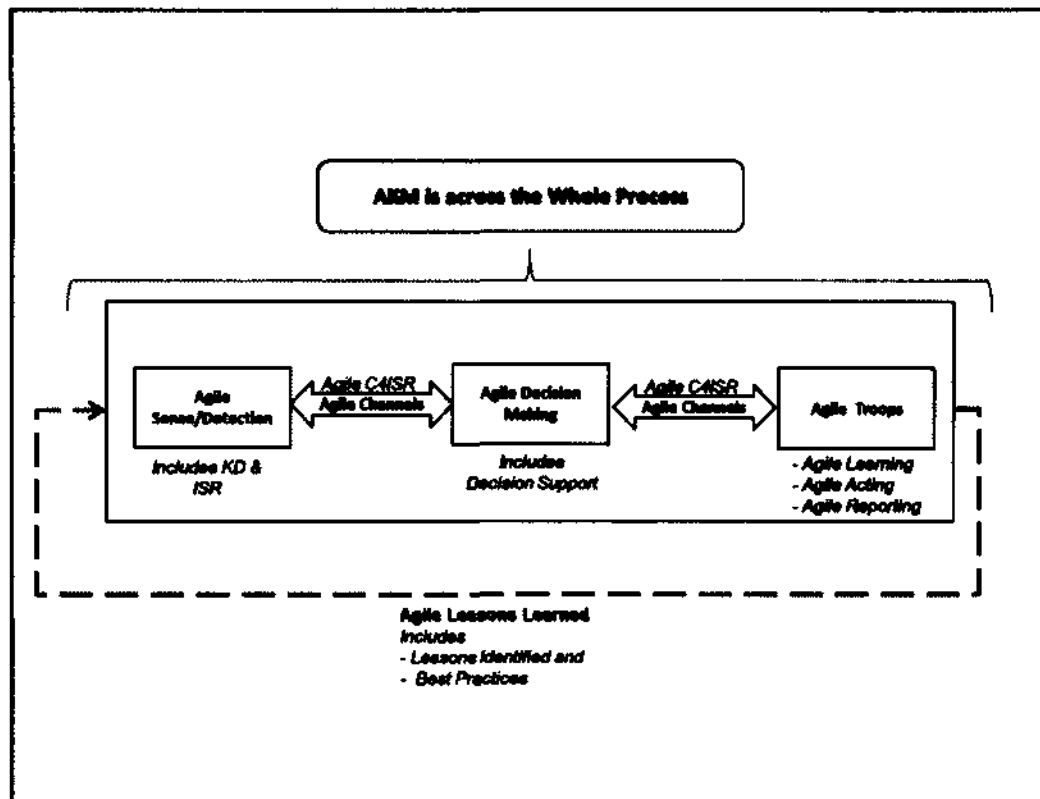 AKM is across the Whole Process
Agile
Sense/Detection
Includes KD &
ISR
Agile C4ISR
Agile Channels
Agile Decision
Making
Includes
Decision Support
Agile C4ISR
Agile Channels
Agile Troops
- Agile Learning
- Agile Acting
- Agile Reporting
Agile Lessons Learned
Includes
- Lessons Identified and
- Best Practices